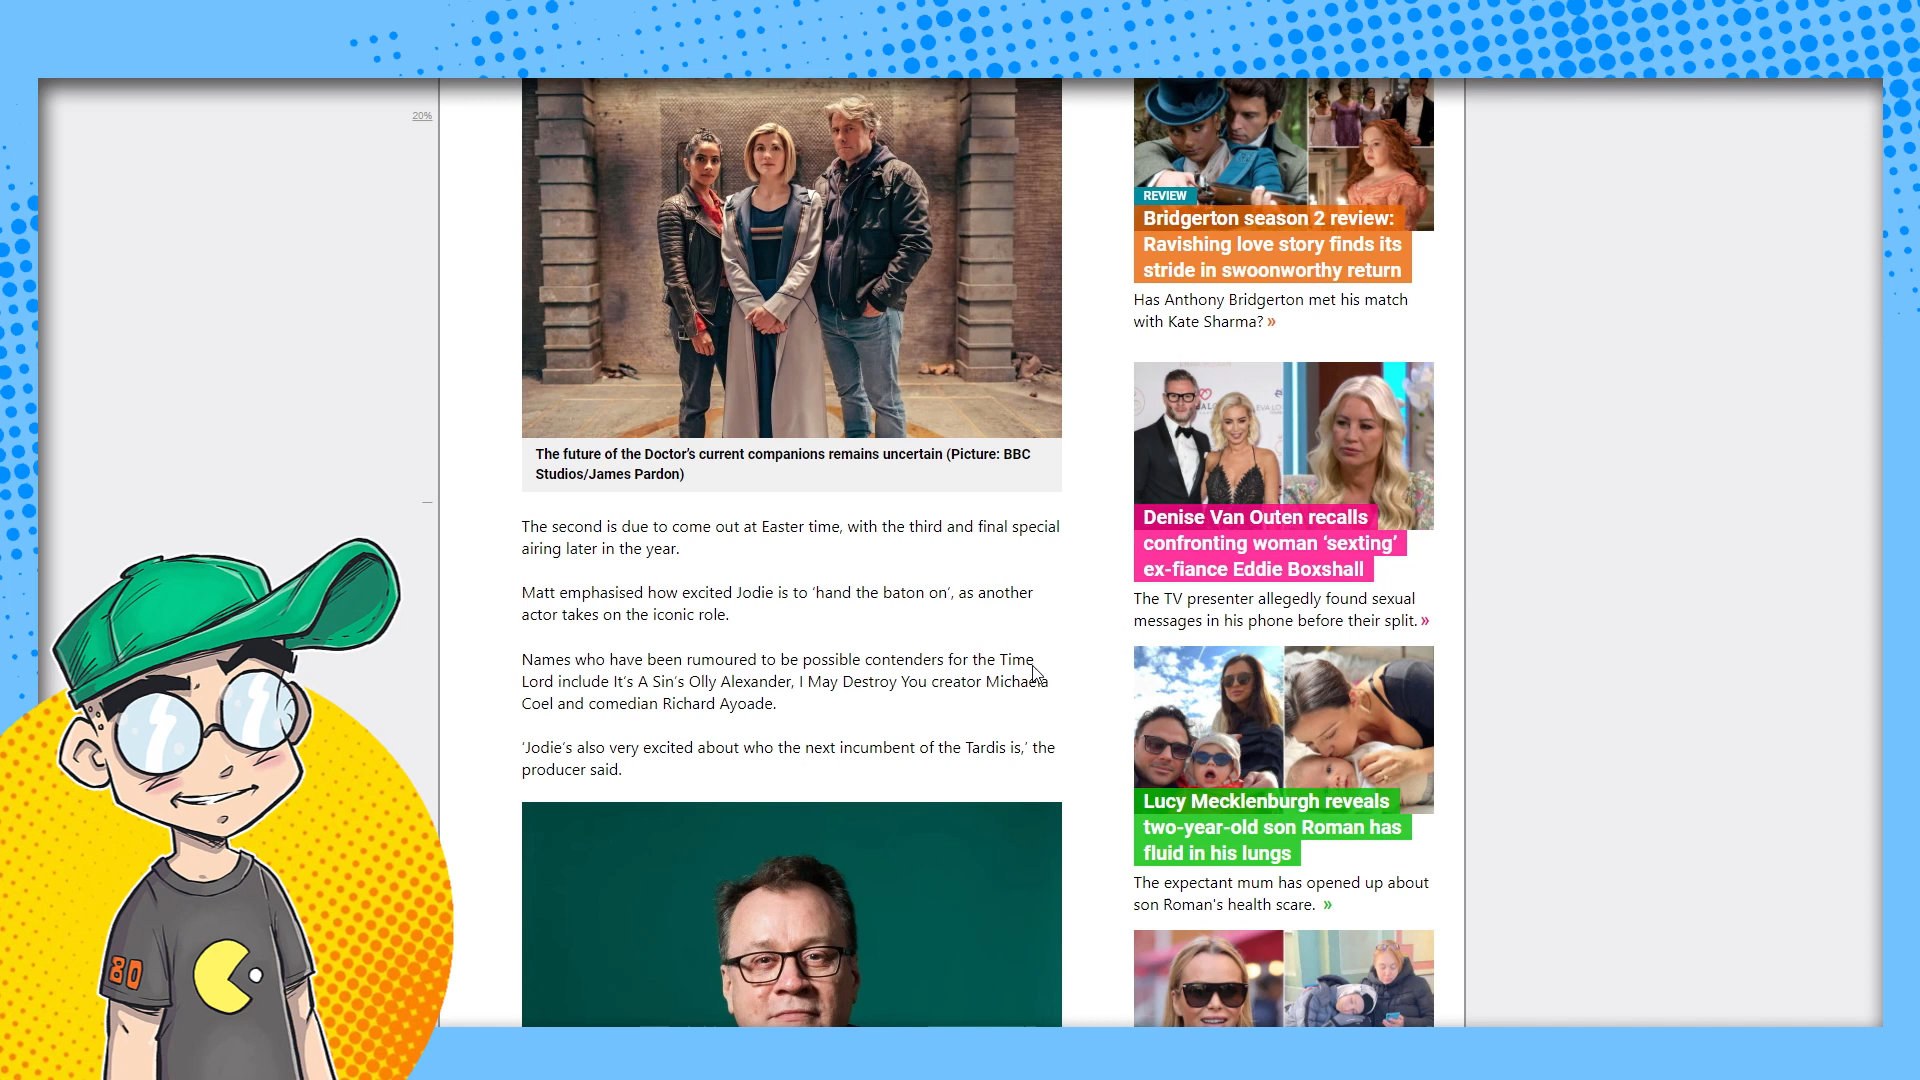 20%
The future of the Doctor’s current companions remains uncertain (Picture: BBC
Studios/James Pardon)
The second is due to come out at Easter time, with the third and final special
airing later in the year.
Matt emphasised how excited Jodie is to ‘hand the baton on’, as another
actor takes on the iconic role.
Names who have been rumoured to be possible contenders for the Time
Lord include It’s A Sin’s Olly Alexander, I May Destroy You creator Michaela
Coel and comedian Richard Ayoade.
‘Jodie’s also very excited about who the next incumbent of the Tardis is,’ the
producer said.
REVIEW
Bridgerton season 2 review:
Ravishing love story finds its
stride in swoonworthy return
Has Anthony Bridgerton met his match
with Kate Sharma? »
Denise Van Outen recalls
confronting woman ‘sexting’
ex-fiance Eddie Boxshall
The TV presenter allegedly found sexual
messages in his phone before their split. »
Lucy Mecklenburgh reveals
two-year-old son Roman has
fluid in his lungs
The expectant mum has opened up about
son Roman's health scare. »
80